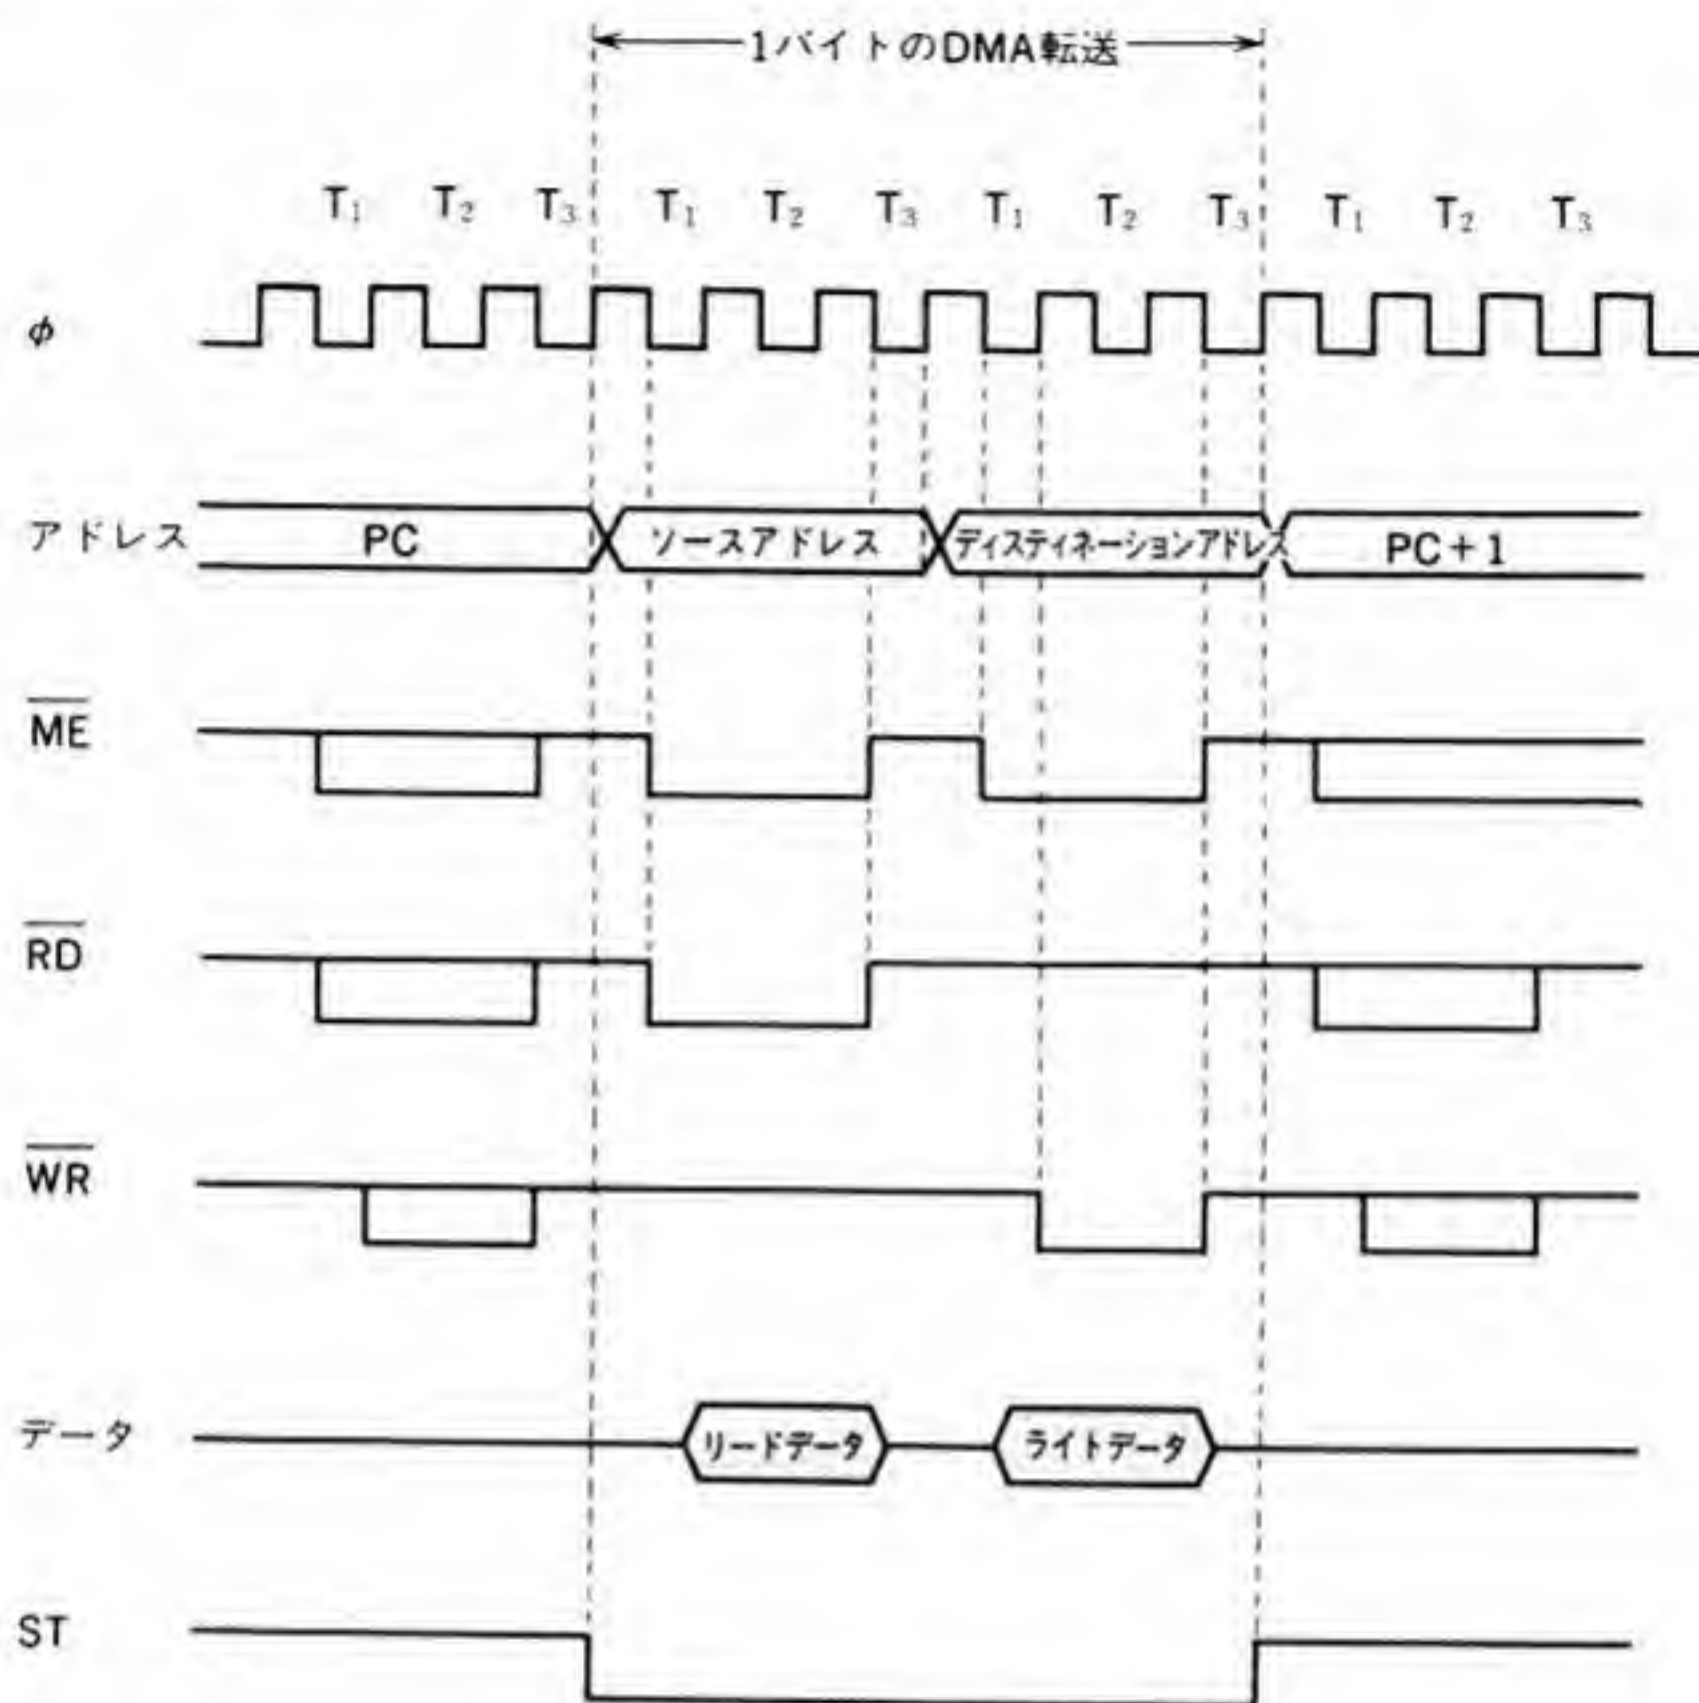 1バイトのDMA転送
T₁ T₂ T₃ T₁ T₂ T₃ T₁ T₂ T₃ T₁ T₂ T₃
φ
アドレス PC ソースアドレス ディスティネーションアドレス PC+1
M̅E̅
R̅D̅
W̅R̅
データ リードデータ ライトデータ
ST